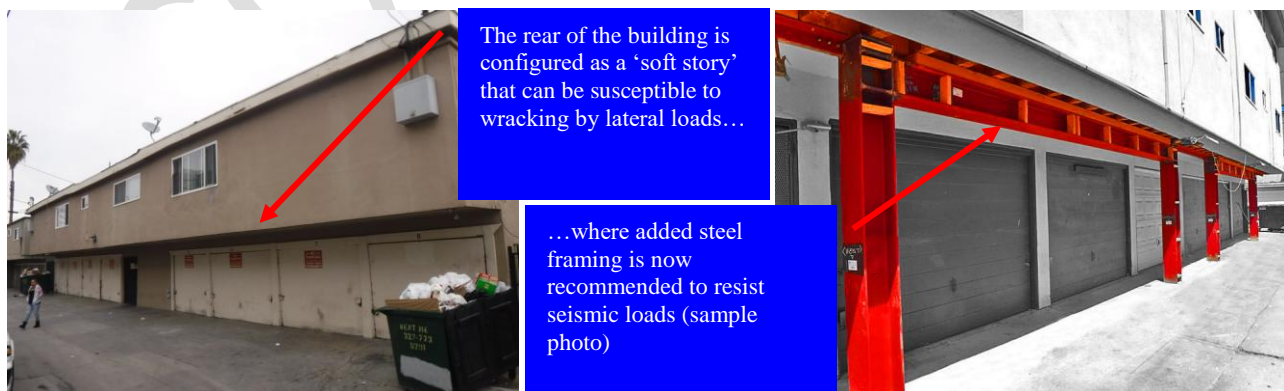 The rear of the building is
configured as a ‘soft story’
that can be susceptible to
wracking by lateral loads…
…where added steel
framing is now
recommended to resist
seismic loads (sample
photo)